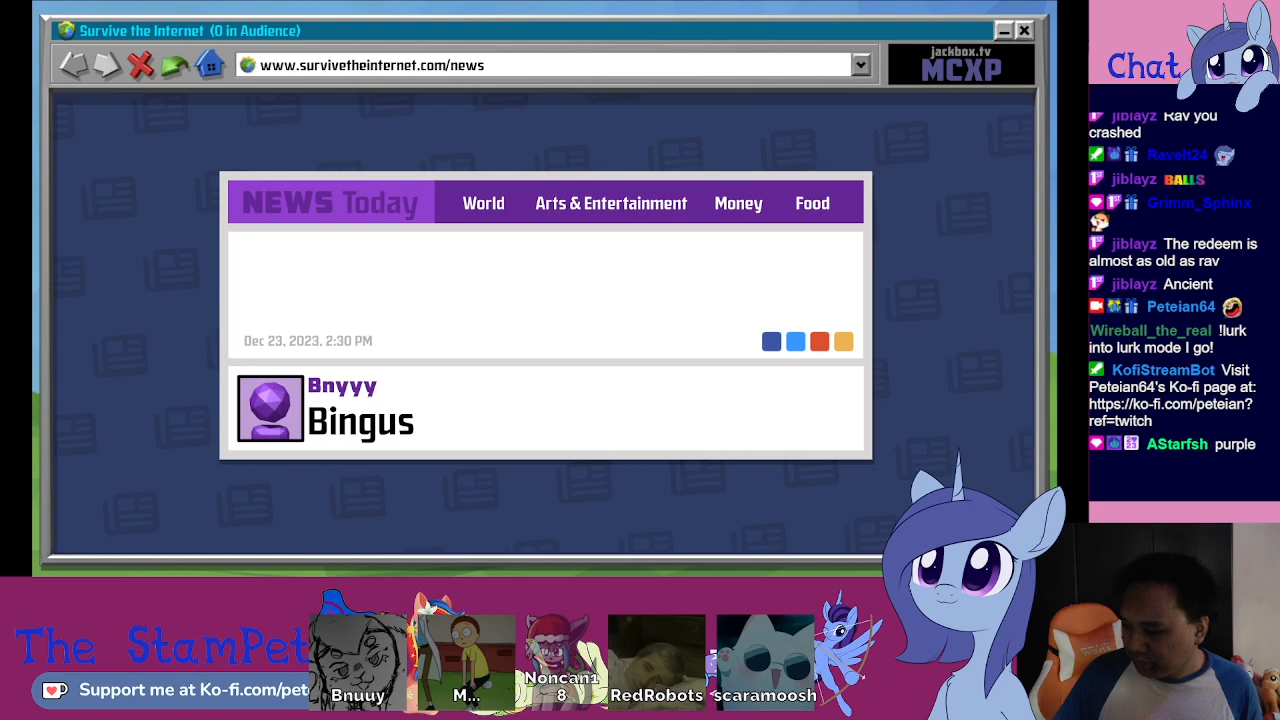 Survive the Internet (0 in Audience)
www.survivetheinternet.com/news
jackbox.tv
MCXP
NEWS Today
World
Arts & Entertainment
Money
Food
Dec 23, 2023, 2:30 PM
Bnyyy
Bingus
Chat
jiblayz Rav you
crashed
RaveIt24
jiblayz BALLS
Grimm_Sphinx
jiblayz The redeem is
almost as old as rav
jiblayz Ancient
Peteian64
Wireball_the_real !lurk
into lurk mode I go!
KofiStreamBot Visit
Peteian64's Ko-fi page at:
https://ko-fi.com/peteian?
ref=twitch
AStarfsh purple
The StamPet
Support me at Ko-fi.com/pet
Bnuuy
M...
Noncan1
8
RedRobots
scaramoosh